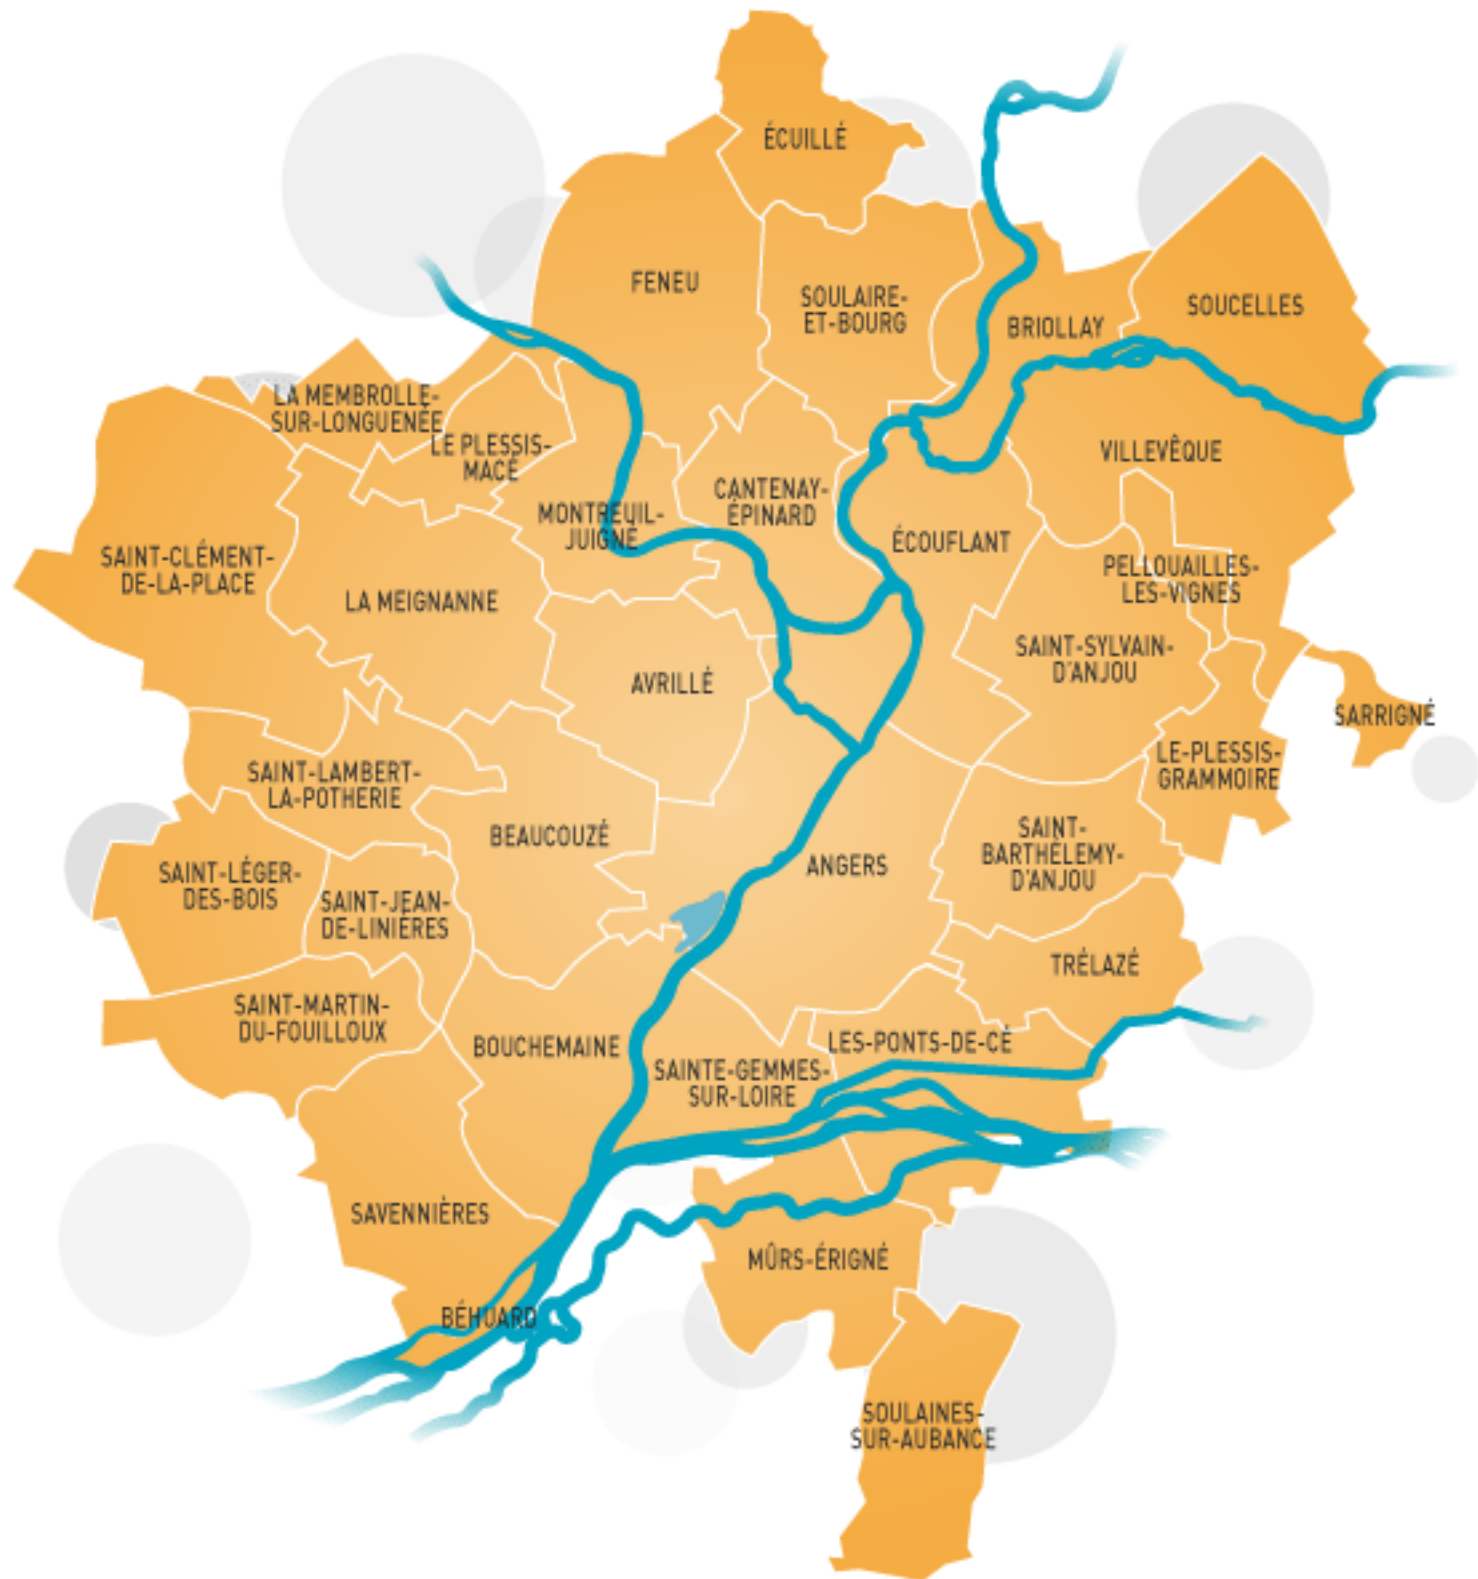 ÉCUILLÉ
FENEU
SOULAIRE-
ET-BOURG
BRIOLLAY
SOUCELLES
LA MEMBROLLE-
SUR-LONGUENÉE
LE PLESSIS-
MACÉ
VILLEVÊQUE
CANTENAY-
ÉPINARD
MONTREUIL-
JUIGNÉ
ÉCOUFLANT
SAINT-CLÉMENT-
DE-LA-PLACE
PELLOUAILLES-
LES-VIGNES
LA MEIGNANNE
SAINT-SYLVAIN-
D'ANJOU
AVRILLÉ
SARRIGNÉ
LE-PLESSIS-
GRAMMOIRE
SAINT-LAMBERT-
LA-POTHERIE
BEAUCOUZÉ
SAINT-
BARTHÉLEMY-
D'ANJOU
ANGERS
SAINT-LÉGER-
DES-BOIS
SAINT-JEAN-
DE-LINIÈRES
TRÉLAZÉ
SAINT-MARTIN-
DU-FOUILLOUX
BOUCHEMAINE
LES-PONTS-DE-CÉ
SAINTE-GEMMES-
SUR-LOIRE
SAVENNIÈRES
MÛRS-ÉRIGNÉ
BÉHUARD
SOULAINES-
SUR-AUBANCE